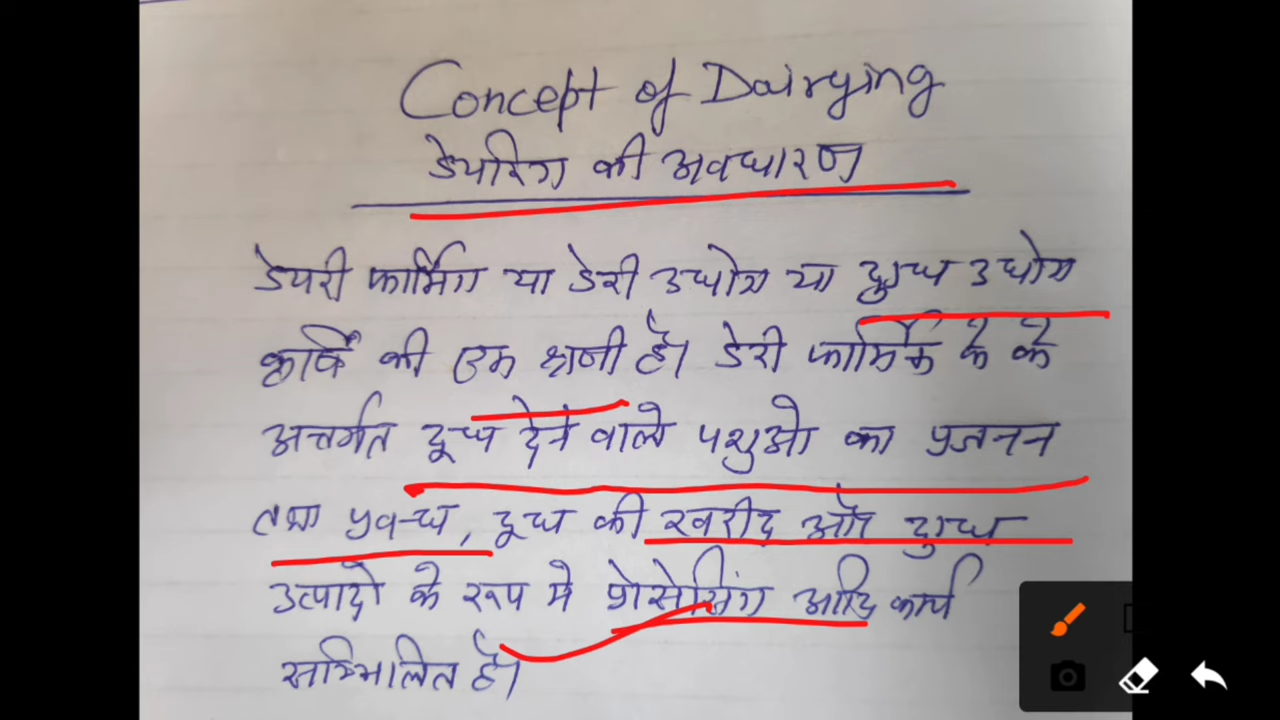 Concept of Dairying
डेयरिंग की अवधारणा
डेयरी फार्मिंग या डेरी उद्योग या दुग्ध उद्योग
कृर्षि की एक श्रेणी है। डेरी फार्मिक के के
अन्तर्गत दूध देने वाले पशुओ का प्रजनन
तथा प्रबन्ध, दूध की खरीद और दुग्ध
उत्पादो के रूप मे प्रोसेसिंग आदि कार्य
सम्मिलित है।